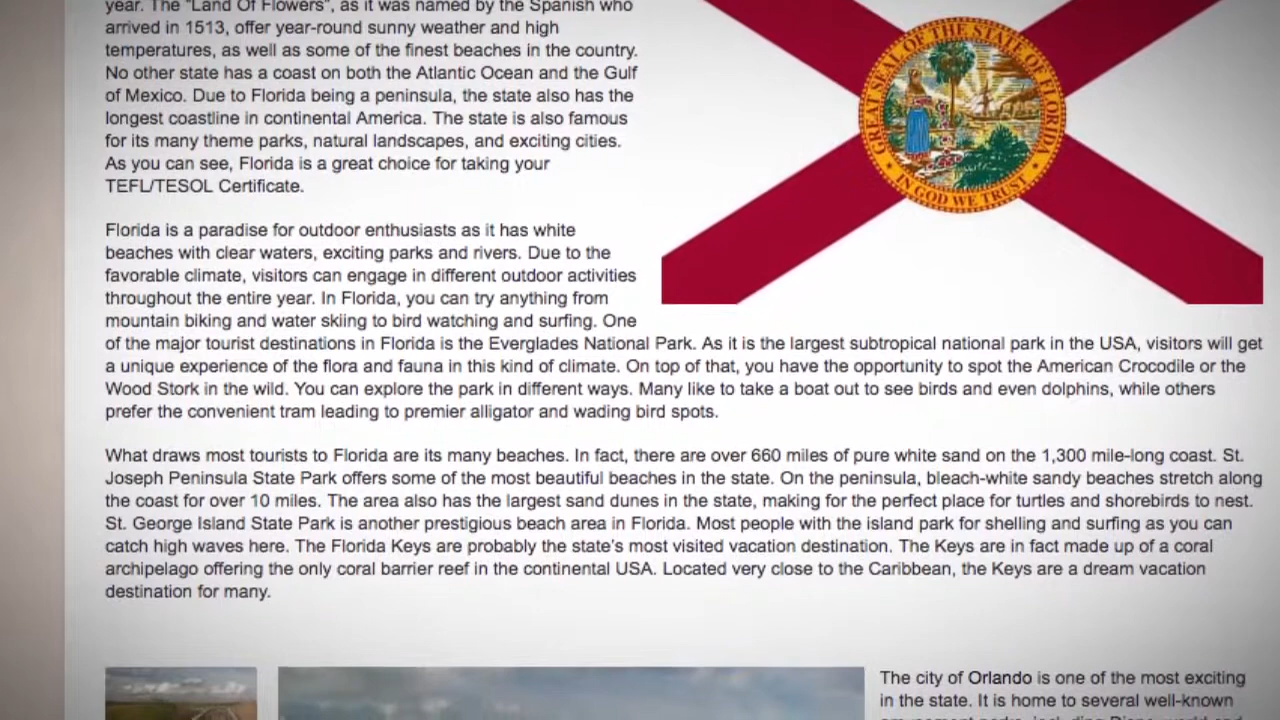 year. The "Land Of Flowers", as it was named by the Spanish who
arrived in 1513, offer year-round sunny weather and high
temperatures, as well as some of the finest beaches in the country.
No other state has a coast on both the Atlantic Ocean and the Gulf
of Mexico. Due to Florida being a peninsula, the state also has the
longest coastline in continental America. The state is also famous
for its many theme parks, natural landscapes, and exciting cities.
As you can see, Florida is a great choice for taking your
TEFL/TESOL Certificate.
GREAT SEAL OF THE STATE OF FLORIDA
IN GOD WE TRUST
Florida is a paradise for outdoor enthusiasts as it has white
beaches with clear waters, exciting parks and rivers. Due to the
favorable climate, visitors can engage in different outdoor activities
throughout the entire year. In Florida, you can try anything from
mountain biking and water skiing to bird watching and surfing. One
of the major tourist destinations in Florida is the Everglades National Park. As it is the largest subtropical national park in the USA, visitors will get
a unique experience of the flora and fauna in this kind of climate. On top of that, you have the opportunity to spot the American Crocodile or the
Wood Stork in the wild. You can explore the park in different ways. Many like to take a boat out to see birds and even dolphins, while others
prefer the convenient tram leading to premier alligator and wading bird spots.
What draws most tourists to Florida are its many beaches. In fact, there are over 660 miles of pure white sand on the 1,300 mile-long coast. St.
Joseph Peninsula State Park offers some of the most beautiful beaches in the state. On the peninsula, bleach-white sandy beaches stretch along
the coast for over 10 miles. The area also has the largest sand dunes in the state, making for the perfect place for turtles and shorebirds to nest.
St. George Island State Park is another prestigious beach area in Florida. Most people with the island park for shelling and surfing as you can
catch high waves here. The Florida Keys are probably the state's most visited vacation destination. The Keys are in fact made up of a coral
archipelago offering the only coral barrier reef in the continental USA. Located very close to the Caribbean, the Keys are a dream vacation
destination for many.
The city of Orlando is one of the most exciting
in the state. It is home to several well-known